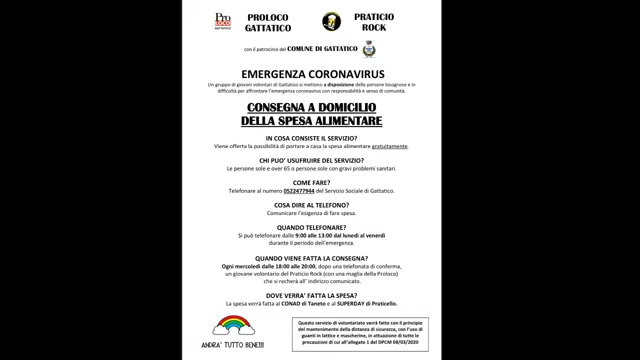 PRO
LOCO
GATTATICO
PROLOCO
GATTATICO
PRATICIO
ROCK
con il patrocinio del COMUNE DI GATTATICO
EMERGENZA CORONAVIRUS
Un gruppo di giovani volontari di Gattatico si mettono a disposizione delle persone bisognose e in
difficoltà per affrontare l'emergenza coronavirus con responsabilità e senso di comunità.
CONSEGNA A DOMICILIO
DELLA SPESA ALIMENTARE
IN COSA CONSISTE IL SERVIZIO?
Viene offerta la possibilità di portare a casa la spesa alimentare gratuitamente.
CHI PUO' USUFRUIRE DEL SERVIZIO?
Le persone sole e over 65 o persone sole con gravi problemi sanitari.
COME FARE?
Telefonare al numero 0522477944 del Servizio Sociale di Gattatico.
COSA DIRE AL TELEFONO?
Comunicare l'esigenza di fare spesa.
QUANDO TELEFONARE?
Si può telefonare dalle 9:00 alle 13:00 dal lunedì al venerdì
durante il periodo dell'emergenza.
QUANDO VIENE FATTA LA CONSEGNA?
Ogni mercoledì dalle 18:00 alle 20:00, dopo una telefonata di conferma,
un giovane volontario del Praticio Rock (con una maglia della Proloco)
che si recherà all' indirizzo comunicato.
DOVE VERRA' FATTA LA SPESA?
La spesa verrà fatta al CONAD di Taneto e al SUPERDAY di Praticello.
ANDRA' TUTTO BENE!!!
Questo servizio di volontariato verrà fatto con il principio
del mantenimento della distanza di sicurezza, con l'uso di
guanti in lattice e mascherine, in attuazione di tutte le
precauzioni di cui all'allegato 1 del DPCM 08/03/2020